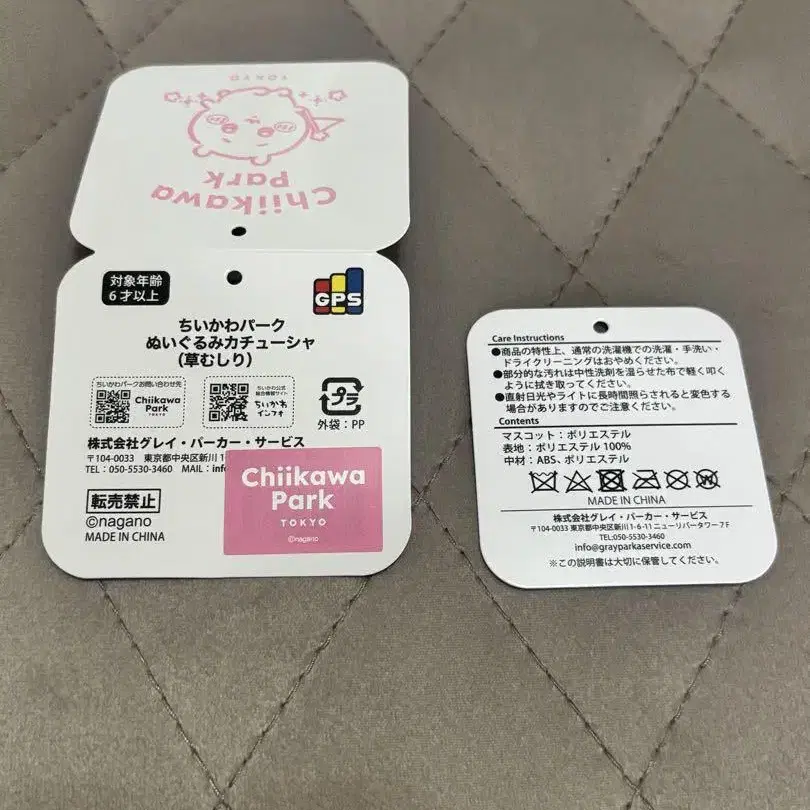 TOKYO
Chiikawa
Park
対象年齢
6才以上
GPS
ちいかわパーク
ぬいぐるみカチューシャ
(草むしり)
ちいかわパークお問い合わせ先
Chiikawa
Park
TOKYO
ちいかわ公式
総合情報サイト
ちいかわ
インフォ
プラ
外袋:PP
株式会社グレイ・パーカー・サービス
〒104-0033 東京都中央区新川1-
TEL:050-5530-3460 MAIL:info
転売禁止
©nagano
MADE IN CHINA
Chiikawa
Park
TOKYO
©nagano
Care Instructions
●商品の特性上、通常の洗濯機での洗濯・手洗い・
ドライクリーニングはおやめください。
●部分的な汚れは中性洗剤を湿らせた布で軽く叩く
ように拭き取ってください。
●直射日光やライトに長時間照られると変色する
場合がありますのでご注意ください。
Contents
マスコット:ポリエステル
表地:ポリエステル 100%
中材:ABS、ポリエステル
MADE IN CHINA
株式会社グレイ・パーカー・サービス
〒104-0033 東京都中央区新川1-6-11 ニューリバータワー7F
TEL:050-5530-3460
info@grayparkaservice.com
※この説明書は大切に保管してください。